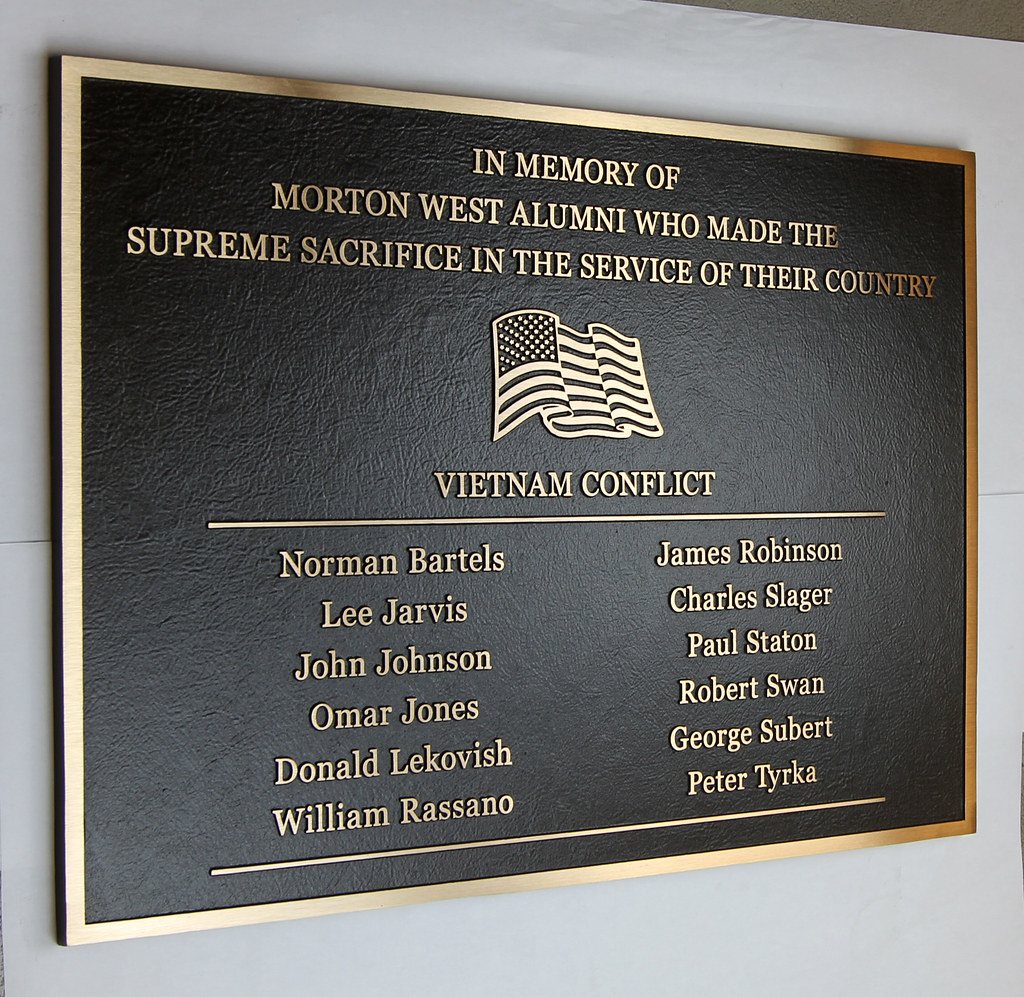 IN MEMORY OF
MORTON WEST ALUMNI WHO MADE THE
SUPREME SACRIFICE IN THE SERVICE OF THEIR COUNTRY
VIETNAM CONFLICT
Norman Bartels
Lee Jarvis
John Johnson
Omar Jones
Donald Lekovish
William Rassano
James Robinson
Charles Slager
Paul Staton
Robert Swan
George Subert
Peter Tyrka